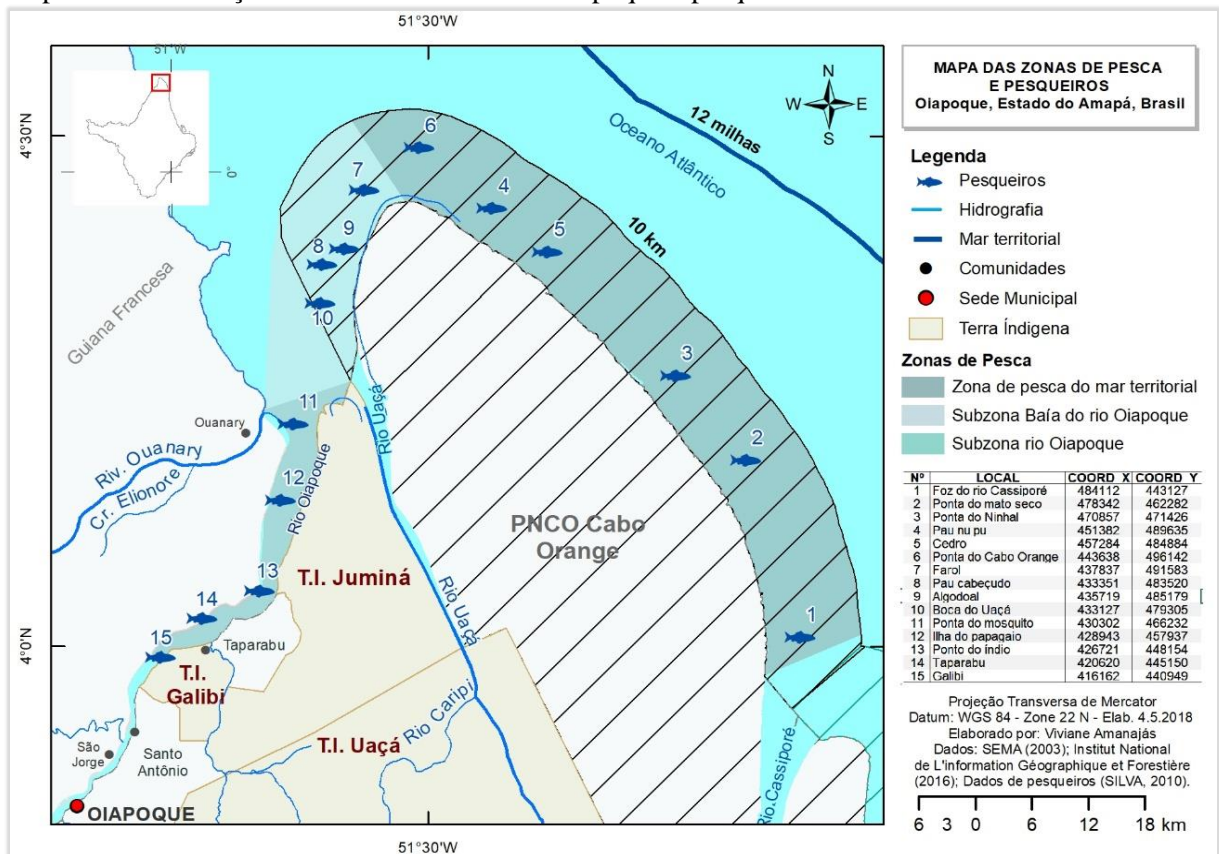 51°30'W
51°W
0°
4°30'N
4°0'N
Guiana Francesa
Oceano Atlântico
12 milhas
10 km
N
W E
S
6
7
4
9
5
8
10
3
11
Ouanary
Riv. Ouanary
Cr. Elionore
12
Rio Oiapoque
Rio Uaçá
2
PNCO Cabo
Orange
T.I. Juminá
13
14
15
Taparabu
T.I.
Galibi
Rio Uaçá
1
T.I. Uaçá
Rio Caripi
São
Jorge
Santo
Antônio
OIAPOQUE
Rio.Cassiporé
51°30'W
MAPA DAS ZONAS DE PESCA
E PESQUEIROS
Oiapoque, Estado do Amapá, Brasil
Legenda
Pesqueiros
Hidrografia
Mar territorial
Comunidades
Sede Municipal
Terra Índigena
Zonas de Pesca
Zona de pesca do mar territorial
Subzona Baía do rio Oiapoque
Subzona rio Oiapoque
Nº LOCAL COORD_X COORD_Y
1 Foz do rio Cassiporé 484112 443127
2 Ponta do mato seco 478342 462282
3 Ponta do Ninhal 470857 471426
4 Pau nu pu 451382 489635
5 Cedro 457284 484884
6 Ponta do Cabo Orange 443638 496142
7 Farol 437837 491583
8 Pau cabeçudo 433351 483520
9 Algodoal 435719 485179
10 Boca do Uaçá 433127 479305
11 Ponta do mosquito 430302 466232
12 Ilha do papagaio 428943 457937
13 Ponto do índio 426721 448154
14 Taparabu 420620 445150
15 Galibi 416162 440949
Projeção Transversa de Mercator
Datum: WGS 84 - Zone 22 N - Elab. 4.5.2018
Elaborado por: Viviane Amanajás
Dados: SEMA (2003); Institut National
de L'information Géographique et Forestière
(2016); Dados de pesqueiros (SILVA, 2010).
6 3 0 6 12 18 km